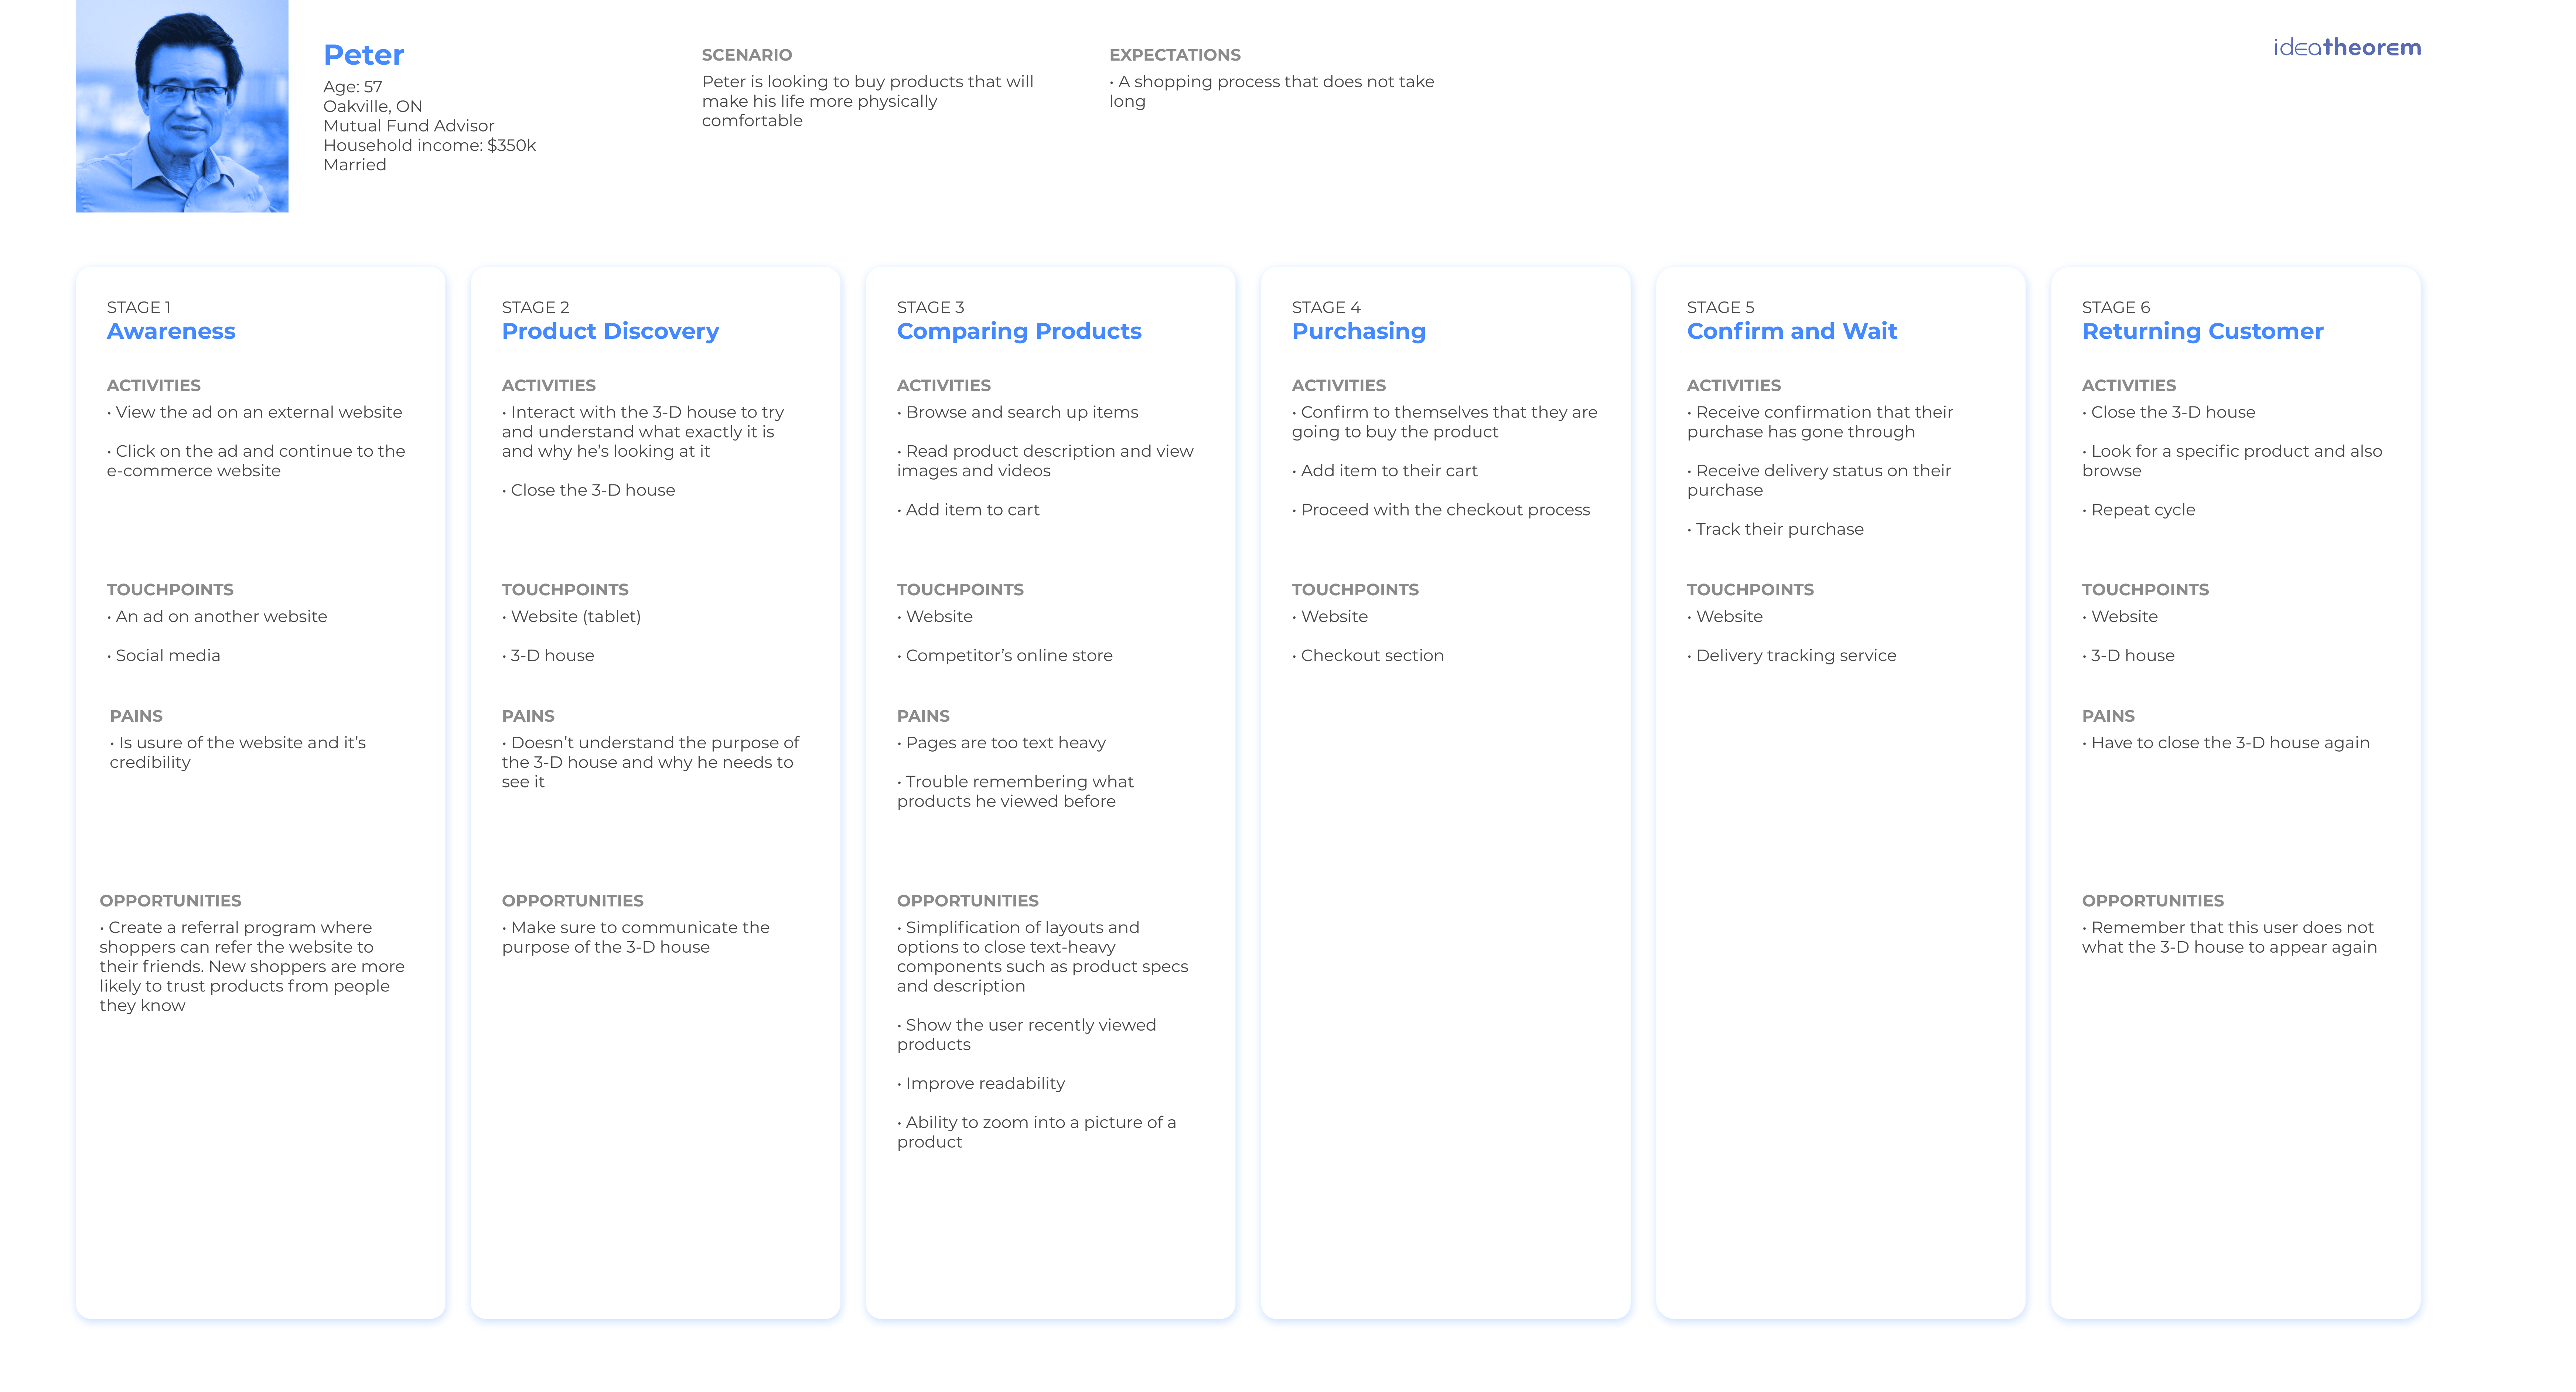 Peter
Age: 57
Oakville, ON
Mutual Fund Advisor
Household income: $350k
Married
SCENARIO
Peter is looking to buy products that will
make his life more physically
comfortable
EXPECTATIONS
• A shopping process that does not take
long
ideatheorem
STAGE 1
Awareness
ACTIVITIES
• View the ad on an external website
• Click on the ad and continue to the
e-commerce website
TOUCHPOINTS
• An ad on another website
• Social media
PAINS
• Is usure of the website and it’s
credibility
OPPORTUNITIES
• Create a referral program where
shoppers can refer the website to
their friends. New shoppers are more
likely to trust products from people
they know
STAGE 2
Product Discovery
ACTIVITIES
• Interact with the 3-D house to try
and understand what exactly it is
and why he’s looking at it
• Close the 3-D house
TOUCHPOINTS
• Website (tablet)
• 3-D house
PAINS
• Doesn’t understand the purpose of
the 3-D house and why he needs to
see it
OPPORTUNITIES
• Make sure to communicate the
purpose of the 3-D house
STAGE 3
Comparing Products
ACTIVITIES
• Browse and search up items
• Read product description and view
images and videos
• Add item to cart
TOUCHPOINTS
• Website
• Competitor’s online store
PAINS
• Pages are too text heavy
• Trouble remembering what
products he viewed before
OPPORTUNITIES
• Simplification of layouts and
options to close text-heavy
components such as product specs
and description
• Show the user recently viewed
products
• Improve readability
• Ability to zoom into a picture of a
product
STAGE 4
Purchasing
ACTIVITIES
• Confirm to themselves that they are
going to buy the product
• Add item to their cart
• Proceed with the checkout process
TOUCHPOINTS
• Website
• Checkout section
STAGE 5
Confirm and Wait
ACTIVITIES
• Receive confirmation that their
purchase has gone through
• Receive delivery status on their
purchase
• Track their purchase
TOUCHPOINTS
• Website
• Delivery tracking service
STAGE 6
Returning Customer
ACTIVITIES
• Close the 3-D house
• Look for a specific product and also
browse
• Repeat cycle
TOUCHPOINTS
• Website
• 3-D house
PAINS
• Have to close the 3-D house again
OPPORTUNITIES
• Remember that this user does not
what the 3-D house to appear again